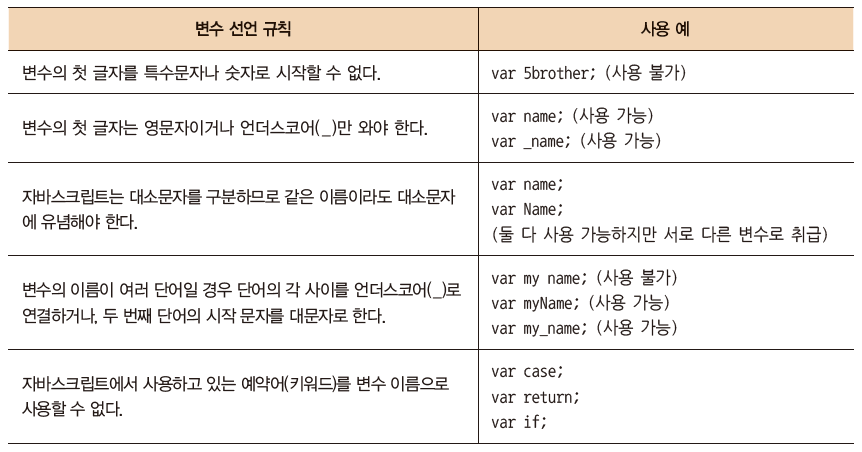 변수 선언 규칙
사용 예
변수의 첫 글자를 특수문자나 숫자로 시작할 수 없다.
var 5brother; (사용 불가)
변수의 첫 글자는 영문자이거나 언더스코어(_)만 와야 한다.
var name; (사용 가능)
var _name; (사용 가능)
자바스크립트는 대소문자를 구분하므로 같은 이름이라도 대소문자
에 유념해야 한다.
var name;
var Name;
(둘 다 사용 가능하지만 서로 다른 변수로 취급)
변수의 이름이 여러 단어일 경우 단어의 각 사이를 언더스코어(_)로
연결하거나, 두 번째 단어의 시작 문자를 대문자로 한다.
var my name; (사용 불가)
var myName; (사용 가능)
var my_name; (사용 가능)
자바스크립트에서 사용하고 있는 예약어(키워드)를 변수 이름으로
사용할 수 없다.
var case;
var return;
var if;